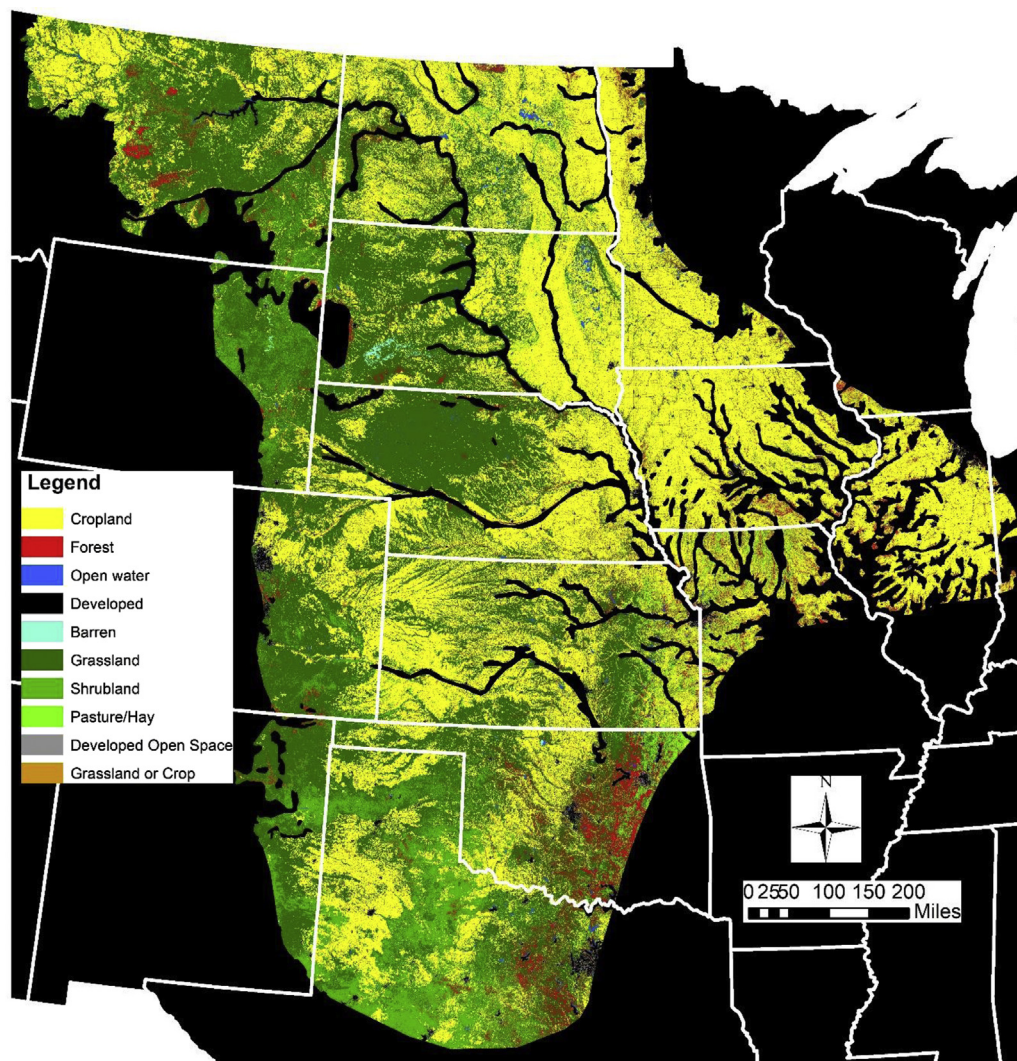 Legend
Cropland
Forest
Open water
Developed
Barren
Grassland
Shrubland
Pasture/Hay
Developed Open Space
Grassland or Crop
N
0 25 50 100 150 200
Miles